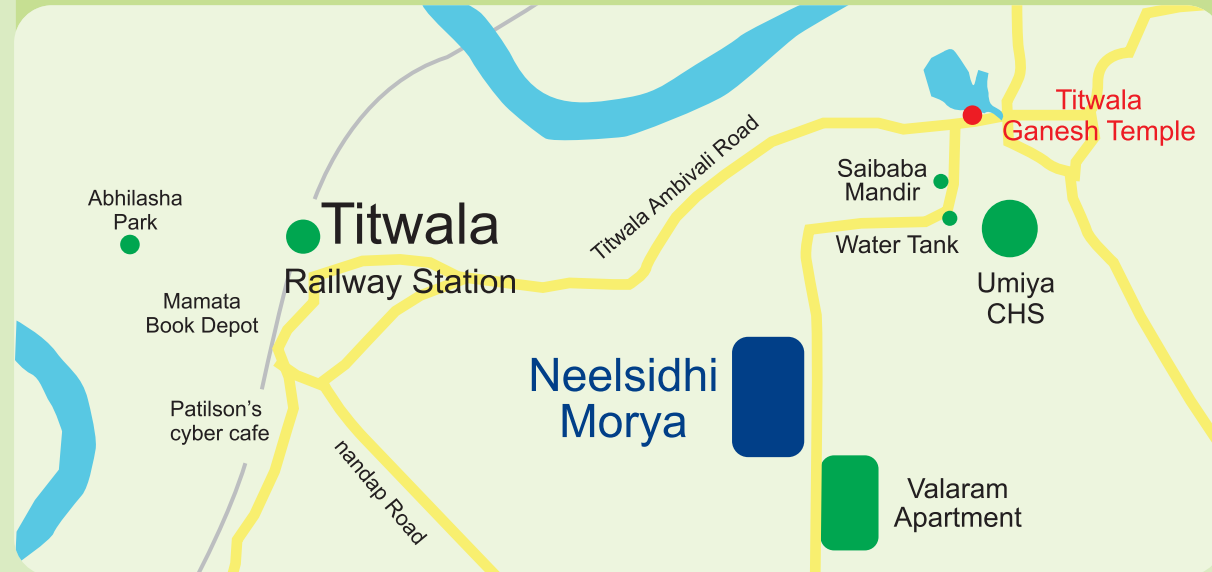 Titwala
Ganesh Temple
Titwala Ambivali Road
Saibaba
Mandir
Abhilasha
Park
Titwala
Railway Station
Water Tank
Umiya
CHS
Mamata
Book Depot
Neelsidhi
Morya
Patilson's
cyber cafe
nandap Road
Valaram
Apartment